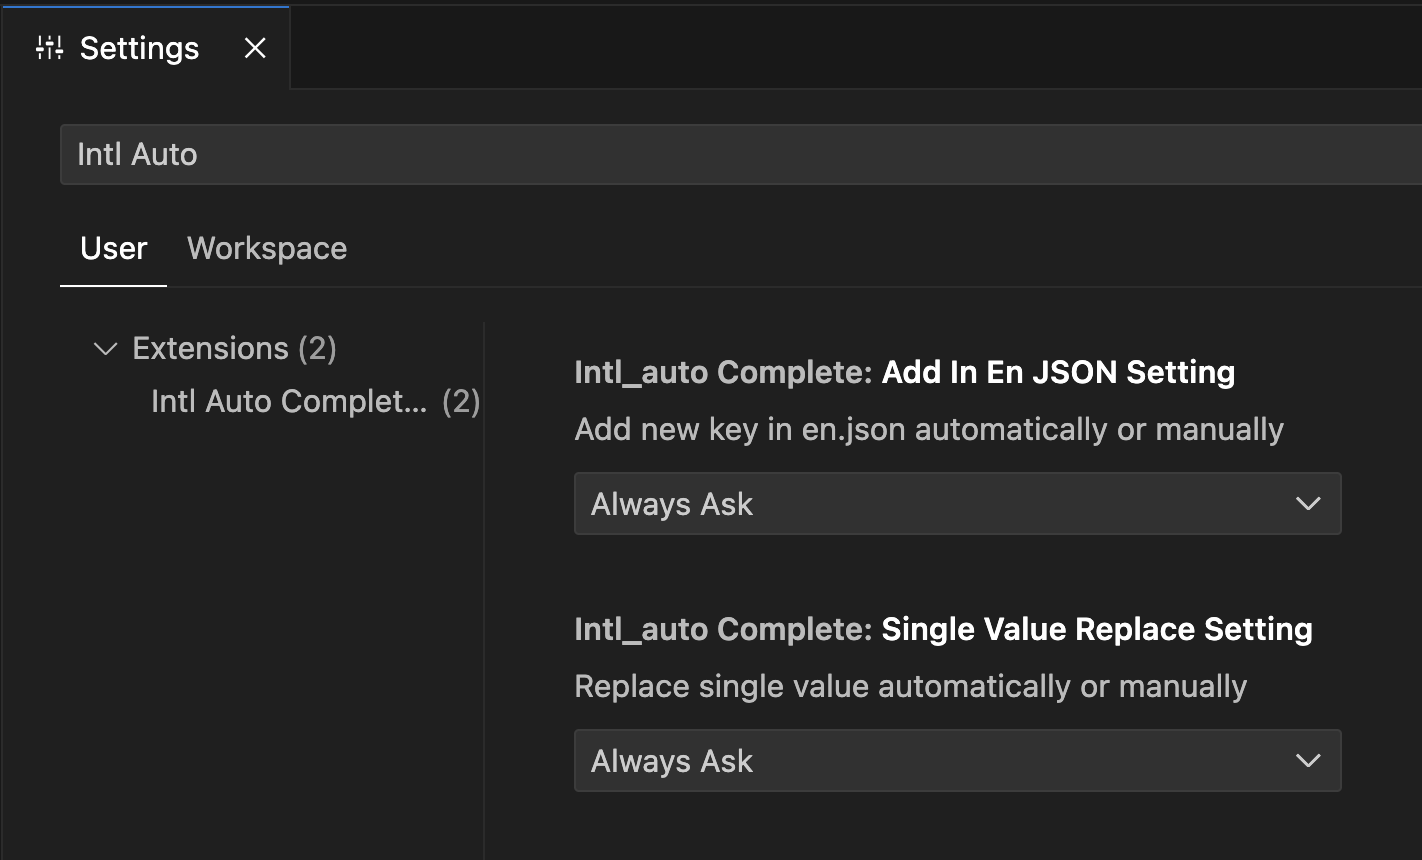 Settings
Intl Auto
User Workspace
Extensions (2)
Intl Auto Complet... (2)
Intl_auto Complete: Add In En JSON Setting
Add new key in en.json automatically or manually
Always Ask
Intl_auto Complete: Single Value Replace Setting
Replace single value automatically or manually
Always Ask